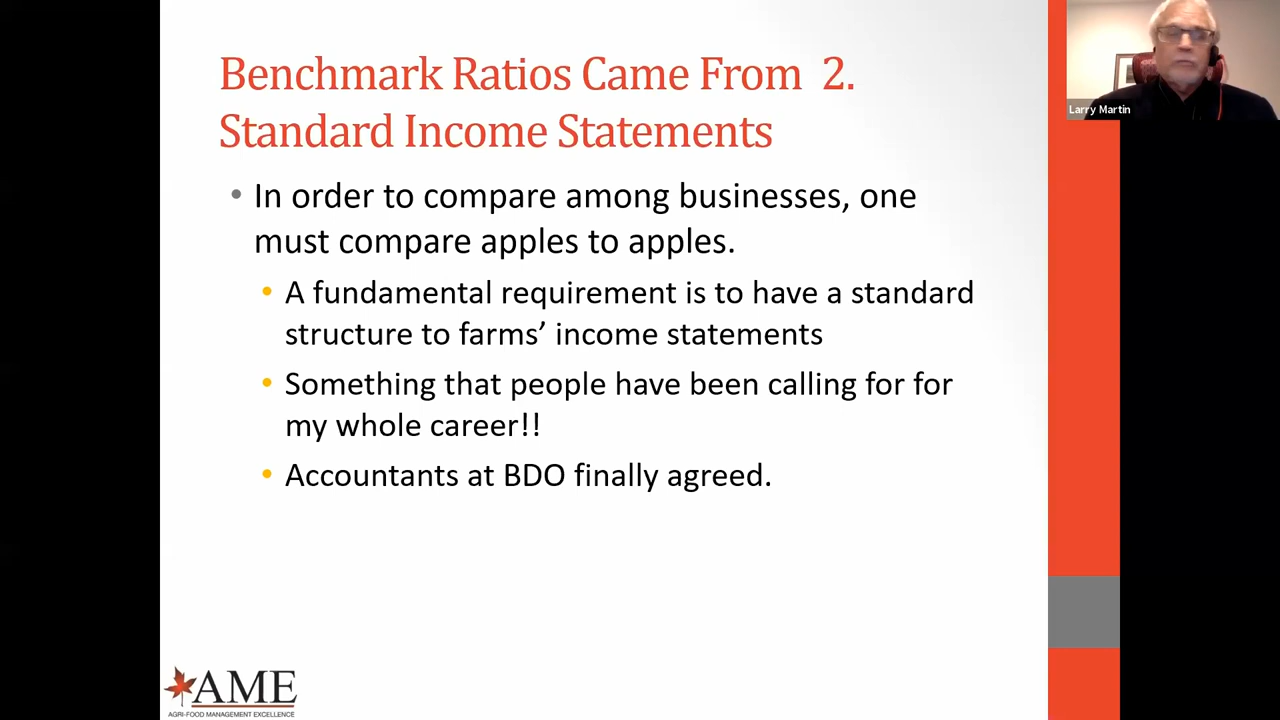 Benchmark Ratios Came From 2.
Standard Income Statements
• In order to compare among businesses, one
must compare apples to apples.
• A fundamental requirement is to have a standard
structure to farms’ income statements
• Something that people have been calling for for
my whole career!!
• Accountants at BDO finally agreed.
Larry Martin
AME
AGRI-FOOD MANAGEMENT EXCELLENCE